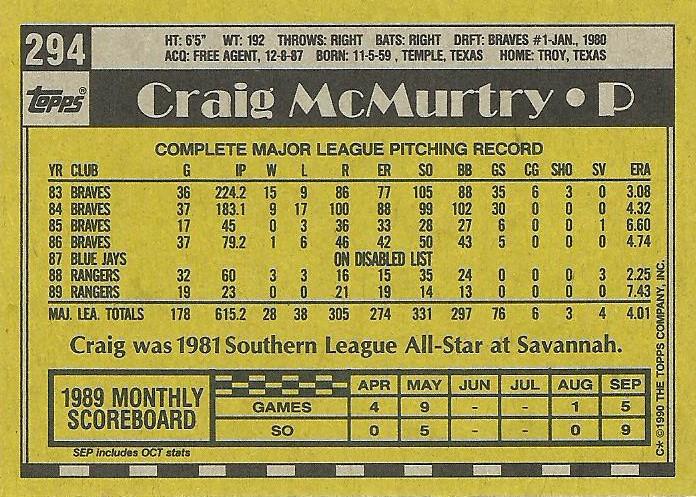 294
HT: 6'5" WT: 192 THROWS: RIGHT BATS: RIGHT DRFT: BRAVES #1-JAN., 1980
ACQ: FREE AGENT, 12-8-87 BORN: 11-5-59 , TEMPLE, TEXAS HOME: TROY, TEXAS
TOPPS® Craig McMurtry • P
COMPLETE MAJOR LEAGUE PITCHING RECORD
YR CLUB G IP W L R ER SO BB GS CG SHO SV ERA
83 BRAVES 36 224.2 15 9 86 77 105 88 35 6 3 0 3.08
84 BRAVES 37 183.1 9 17 100 88 99 102 30 0 0 0 4.32
85 BRAVES 17 45 0 3 36 33 28 27 6 0 0 1 6.60
86 BRAVES 37 79.2 1 6 46 42 50 43 5 0 0 0 4.74
87 BLUE JAYS ON DISABLED LIST
88 RANGERS 32 60 3 3 16 15 35 24 0 0 0 3 2.25
89 RANGERS 19 23 0 0 21 19 14 13 0 0 0 0 7.43
MAJ. LEA. TOTALS 178 615.2 28 38 305 274 331 297 76 6 3 4 4.01
Craig was 1981 Southern League All-Star at Savannah.
1989 MONTHLY SCOREBOARD
APR MAY JUN JUL AUG SEP
GAMES 4 9 - - 1 5
SO 0 5 - - 0 9
SEP includes OCT stats
C* ©1990 THE TOPPS COMPANY, INC.